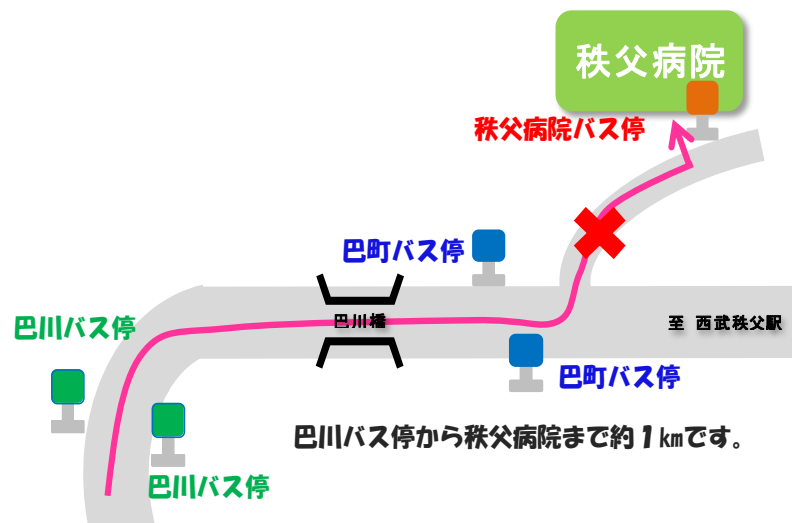 秩父病院
秩父病院バス停
巴町バス停
巴川バス停
巴川橋
至 西武秩父駅
巴町バス停
巴川バス停から秩父病院まで約1㎞です。
巴川バス停